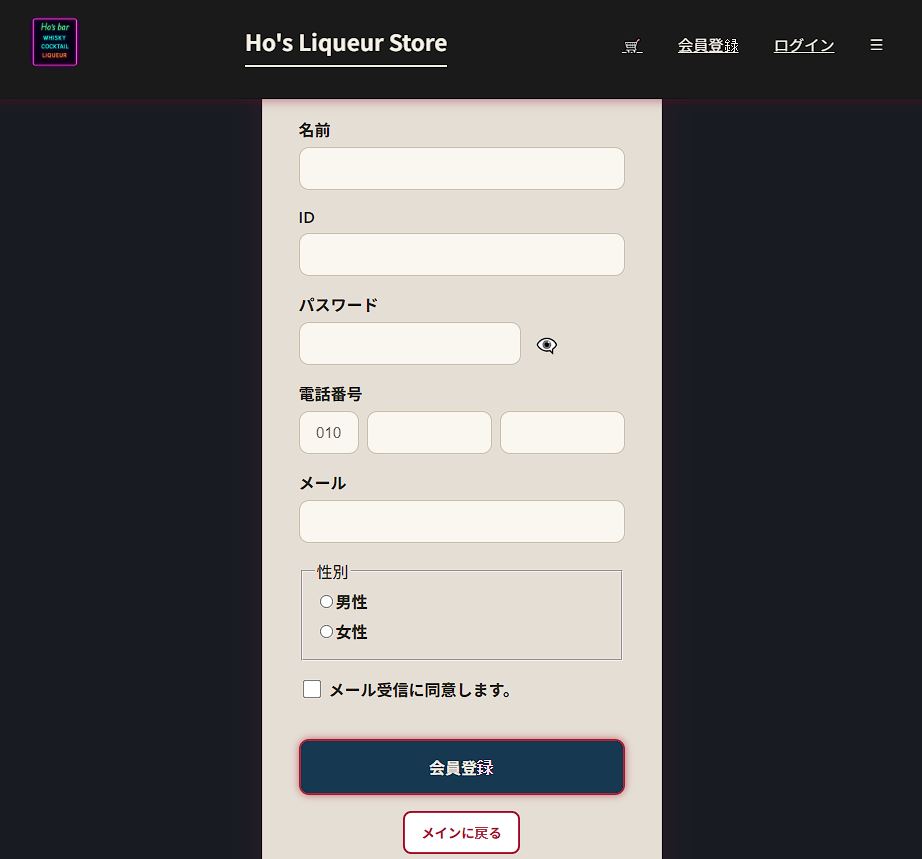 Ho's bar
WHISKY
COCKTAIL
LIQUEUR
Ho's Liqueur Store
会員登録
ログイン
名前
ID
パスワード
電話番号
010
メール
性別
男性
女性
メール受信に同意します。
会員登録
メインに戻る